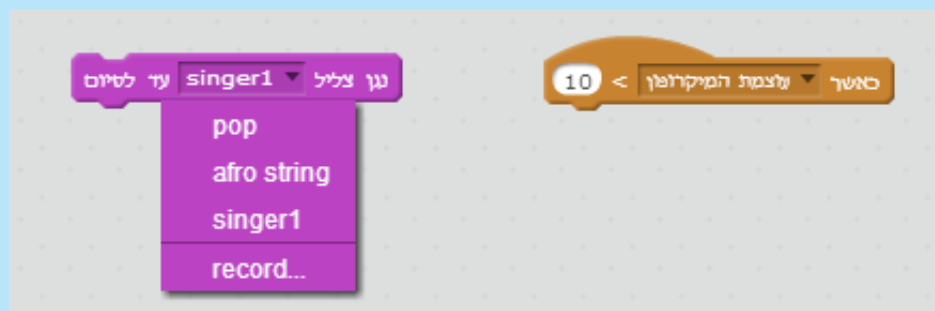 כאשר עוצמת המיקרופון > 10
נגן צליל singer1 עד לסיום
pop
afro string
singer1
record...